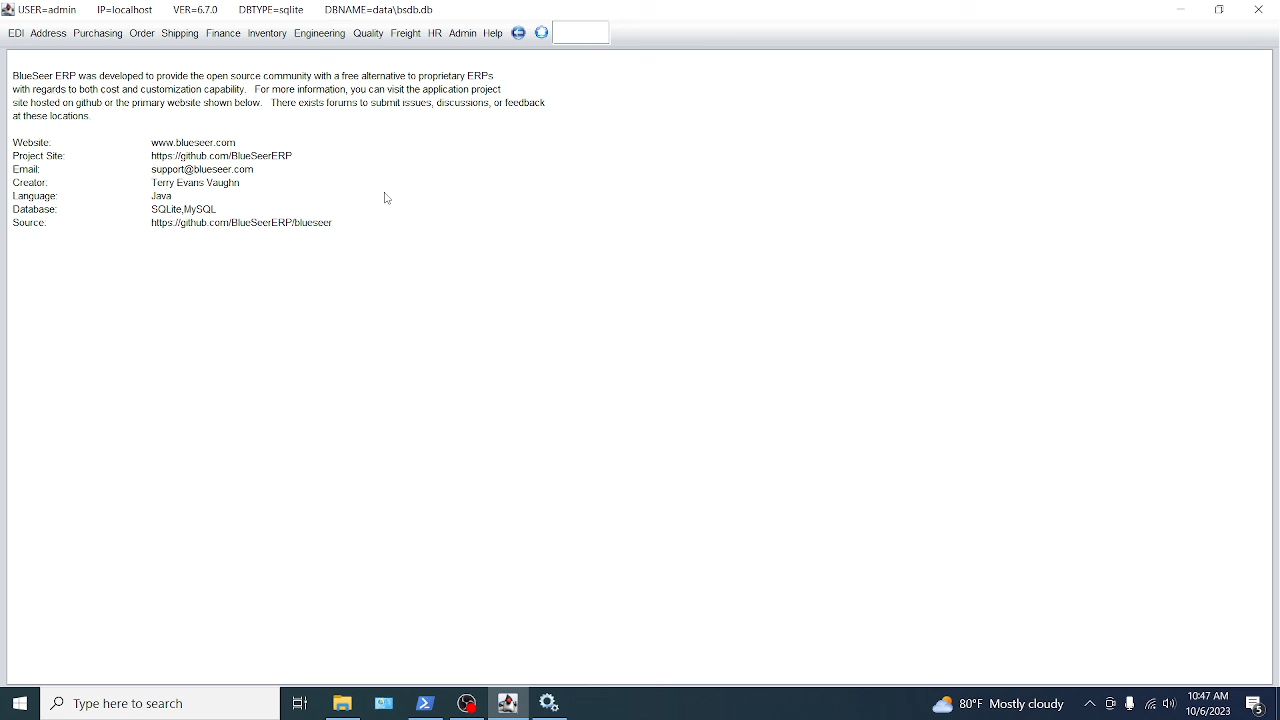 USER=admin IP=localhost VER=6.7.0 DBTYPE=sqlite DBNAME=data\bsdb.db
EDI Address Purchasing Order Shipping Finance Inventory Engineering Quality Freight HR Admin Help
BlueSeer ERP was developed to provide the open source community with a free alternative to proprietary ERPs
with regards to both cost and customization capability. For more information, you can visit the application project
site hosted on github or the primary website shown below. There exists forums to submit issues, discussions, or feedback
at these locations.
Website: www.blueseer.com
Project Site: https://github.com/BlueSeerERP
Email: support@blueseer.com
Creator: Terry Evans Vaughn
Language: Java
Database: SQLite,MySQL
Source: https://github.com/BlueSeerERP/blueseer
Type here to search
80°F Mostly cloudy
10:47 AM
10/6/2023
5